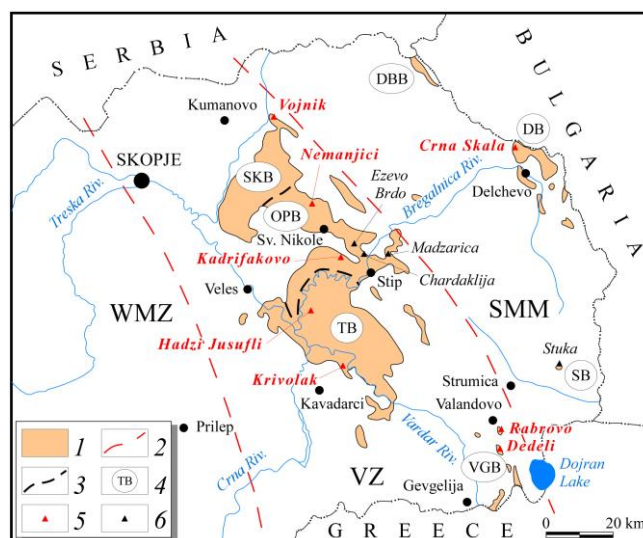 SERBIA
BULGARIA
DBB
Kumanovo
Vojnik
DB
Crna Skala
SKOPJE
Nemanjici
Treska Riv.
SKB
Ezevo
Brdo
Bregalnica Riv.
Delchevo
OPB
Sv. Nikole
Madzarica
Kadrifakovo
Chardaklija
Veles
Stip
WMZ
SMM
Hadzi Jusufli
TB
Stuka
SB
Krivolak
Strumica
Kavadarci
Valandovo
1
2
Prilep
Rabrovo
Dedeli
3
TB
4
Crna Riv.
Vardar Riv.
VZ
VGB
Dojran
Lake
5
6
Gevgelija
GREECE
0
20 km